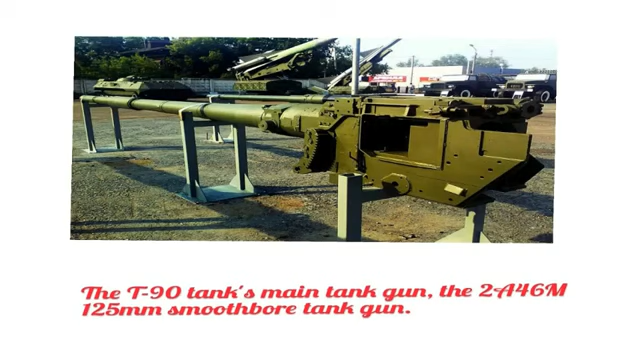 The T-90 tank's main tank gun, the 2A46M
125mm smoothbore tank gun.